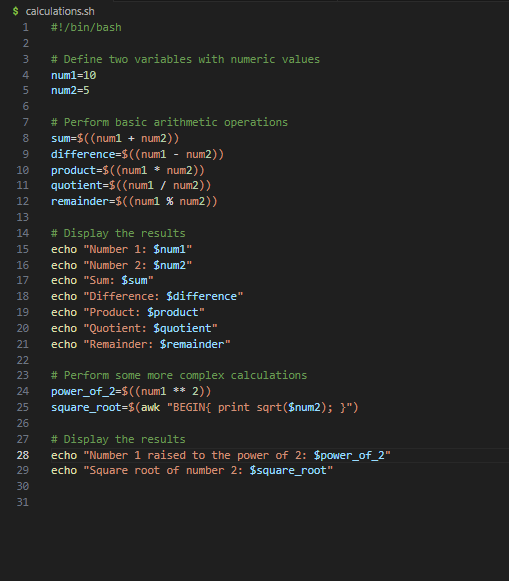 $ calculations.sh
1 #!/bin/bash
2
3 # Define two variables with numeric values
4 num1=10
5 num2=5
6
7 # Perform basic arithmetic operations
8 sum=$((num1 + num2))
9 difference=$((num1 - num2))
10 product=$((num1 * num2))
11 quotient=$((num1 / num2))
12 remainder=$((num1 % num2))
13
14 # Display the results
15 echo "Number 1: $num1"
16 echo "Number 2: $num2"
17 echo "Sum: $sum"
18 echo "Difference: $difference"
19 echo "Product: $product"
20 echo "Quotient: $quotient"
21 echo "Remainder: $remainder"
22
23 # Perform some more complex calculations
24 power_of_2=$((num1 ** 2))
25 square_root=$(awk "BEGIN{ print sqrt($num2); }")
26
27 # Display the results
28 echo "Number 1 raised to the power of 2: $power_of_2"
29 echo "Square root of number 2: $square_root"
30
31